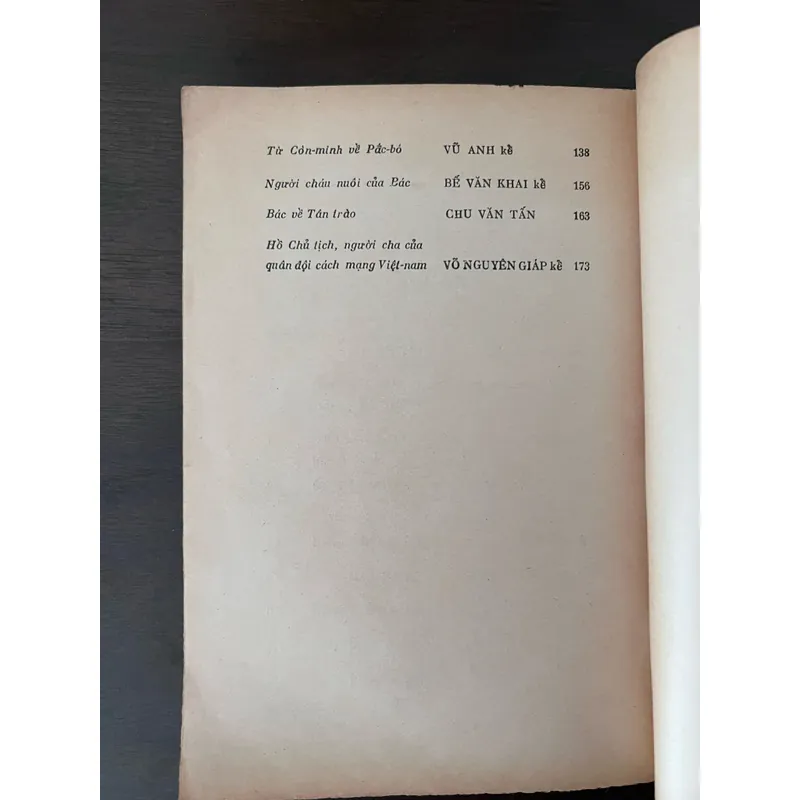 Từ Côn-minh về Pắc-bó VŨ ANH kể 138
Người cháu nuôi của Bác BẾ VĂN KHAI kể 156
Bác về Tân trào CHU VĂN TẤN 163
Hồ Chủ tịch, người cha của
quân đội cách mạng Việt-nam VÕ NGUYÊN GIÁP kể 173